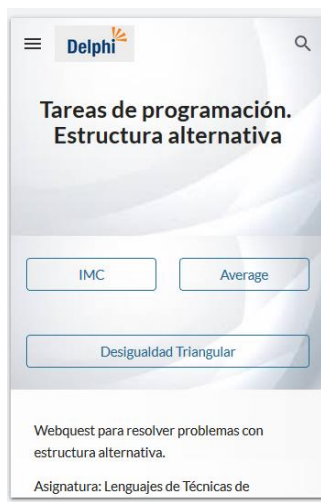 Delphi
Tareas de programación.
Estructura alternativa
IMC
Average
Desigualdad Triangular
Webquest para resolver problemas con
estructura alternativa.
Asignatura: Lenguajes de Técnicas de